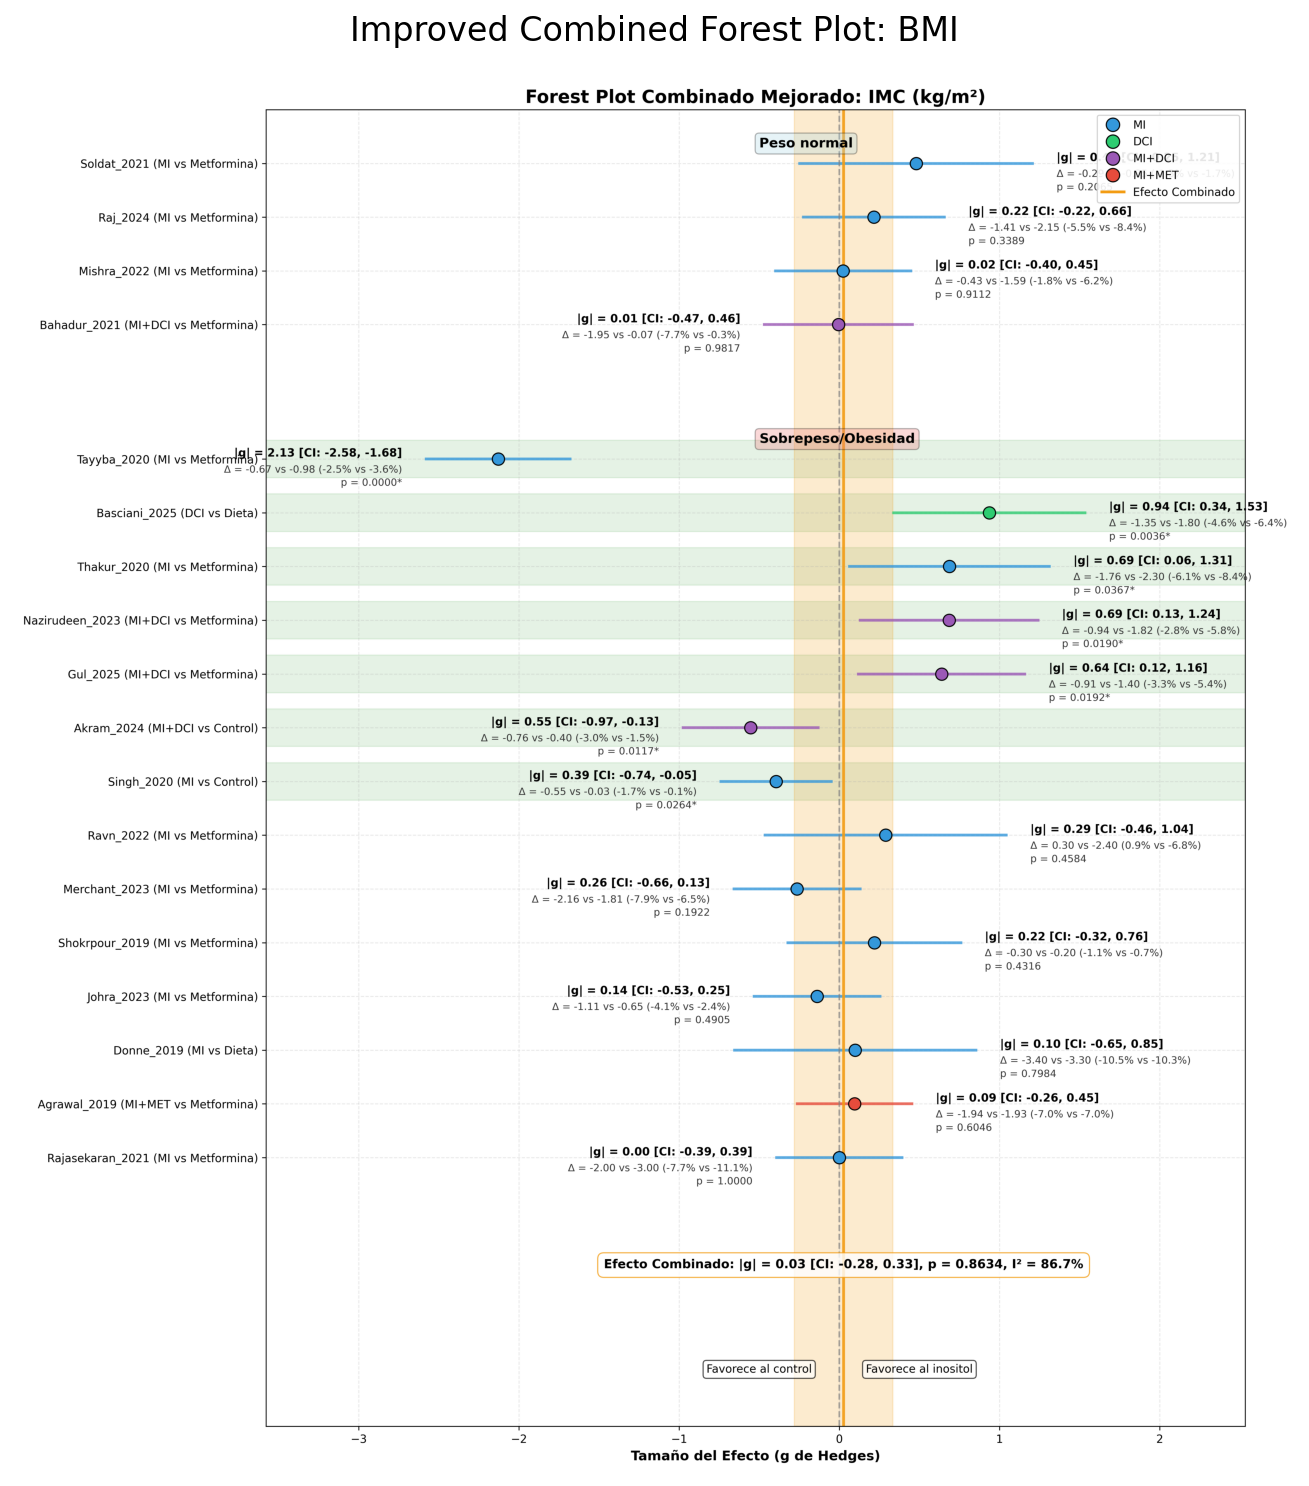 Improved Combined Forest Plot: BMI
Forest Plot Combinado Mejorado: IMC (kg/m²)
MI
DCI
MI+DCI
MI+MET
Efecto Combinado
Peso normal
Soldat_2021 (MI vs Metformina)
|g| = 0 1.21]
Δ = -0.2 vs -1.7%)
p = 0.20
Raj_2024 (MI vs Metformina)
|g| = 0.22 [CI: -0.22, 0.66]
Δ = -1.41 vs -2.15 (-5.5% vs -8.4%)
p = 0.3389
Mishra_2022 (MI vs Metformina)
|g| = 0.02 [CI: -0.40, 0.45]
Δ = -0.43 vs -1.59 (-1.8% vs -6.2%)
p = 0.9112
Bahadur_2021 (MI+DCI vs Metformina)
|g| = 0.01 [CI: -0.47, 0.46]
Δ = -1.95 vs -0.07 (-7.7% vs -0.3%)
p = 0.9817
Sobrepeso/Obesidad
Tayyba_2020 (MI vs Metformina)
|g| = 2.13 [CI: -2.58, -1.68]
Δ = -0.67 vs -0.98 (-2.5% vs -3.6%)
p = 0.0000*
Basciani_2025 (DCI vs Dieta)
|g| = 0.94 [CI: 0.34, 1.53]
Δ = -1.35 vs -1.80 (-4.6% vs -6.4%)
p = 0.0036*
Thakur_2020 (MI vs Metformina)
|g| = 0.69 [CI: 0.06, 1.31]
Δ = -1.76 vs -2.30 (-6.1% vs -8.4%)
p = 0.0367*
Nazirudeen_2023 (MI+DCI vs Metformina)
|g| = 0.69 [CI: 0.13, 1.24]
Δ = -0.94 vs -1.82 (-2.8% vs -5.8%)
p = 0.0190*
Gul_2025 (MI+DCI vs Metformina)
|g| = 0.64 [CI: 0.12, 1.16]
Δ = -0.91 vs -1.40 (-3.3% vs -5.4%)
p = 0.0192*
Akram_2024 (MI+DCI vs Control)
|g| = 0.55 [CI: -0.97, -0.13]
Δ = -0.76 vs -0.40 (-3.0% vs -1.5%)
p = 0.0117*
Singh_2020 (MI vs Control)
|g| = 0.39 [CI: -0.74, -0.05]
Δ = -0.55 vs -0.03 (-1.7% vs -0.1%)
p = 0.0264*
Ravn_2022 (MI vs Metformina)
|g| = 0.29 [CI: -0.46, 1.04]
Δ = 0.30 vs -2.40 (0.9% vs -6.8%)
p = 0.4584
Merchant_2023 (MI vs Metformina)
|g| = 0.26 [CI: -0.66, 0.13]
Δ = -2.16 vs -1.81 (-7.9% vs -6.5%)
p = 0.1922
Shokrpour_2019 (MI vs Metformina)
|g| = 0.22 [CI: -0.32, 0.76]
Δ = -0.30 vs -0.20 (-1.1% vs -0.7%)
p = 0.4316
Johra_2023 (MI vs Metformina)
|g| = 0.14 [CI: -0.53, 0.25]
Δ = -1.11 vs -0.65 (-4.1% vs -2.4%)
p = 0.4905
Donne_2019 (MI vs Dieta)
|g| = 0.10 [CI: -0.65, 0.85]
Δ = -3.40 vs -3.30 (-10.5% vs -10.3%)
p = 0.7984
Agrawal_2019 (MI+MET vs Metformina)
|g| = 0.09 [CI: -0.26, 0.45]
Δ = -1.94 vs -1.93 (-7.0% vs -7.0%)
p = 0.6046
Rajasekaran_2021 (MI vs Metformina)
|g| = 0.00 [CI: -0.39, 0.39]
Δ = -2.00 vs -3.00 (-7.7% vs -11.1%)
p = 1.0000
Efecto Combinado: |g| = 0.03 [CI: -0.28, 0.33], p = 0.8634, I² = 86.7%
Favorece al control
Favorece al inositol
−3 −2 −1 0 1 2
Tamaño del Efecto (g de Hedges)